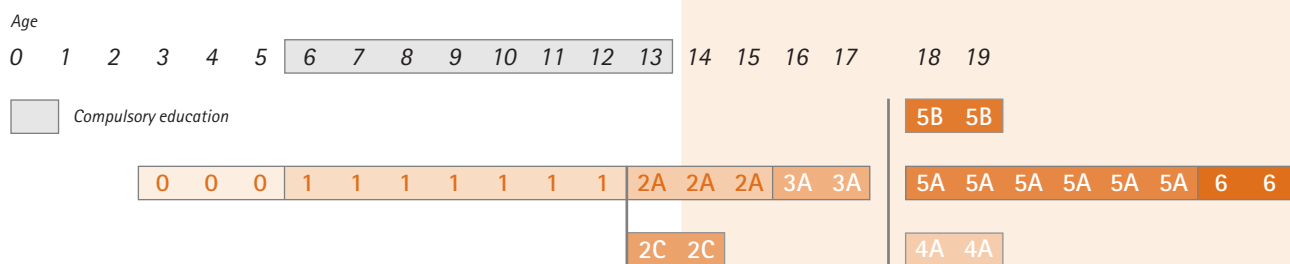 Age
0 1 2 3 4 5 6 7 8 9 10 11 12 13 14 15 16 17 18 19
Compulsory education
5B 5B
0 0 0 1 1 1 1 1 1 1 2A 2A 2A 3A 3A 5A 5A 5A 5A 5A 5A 6 6
2C 2C 4A 4A